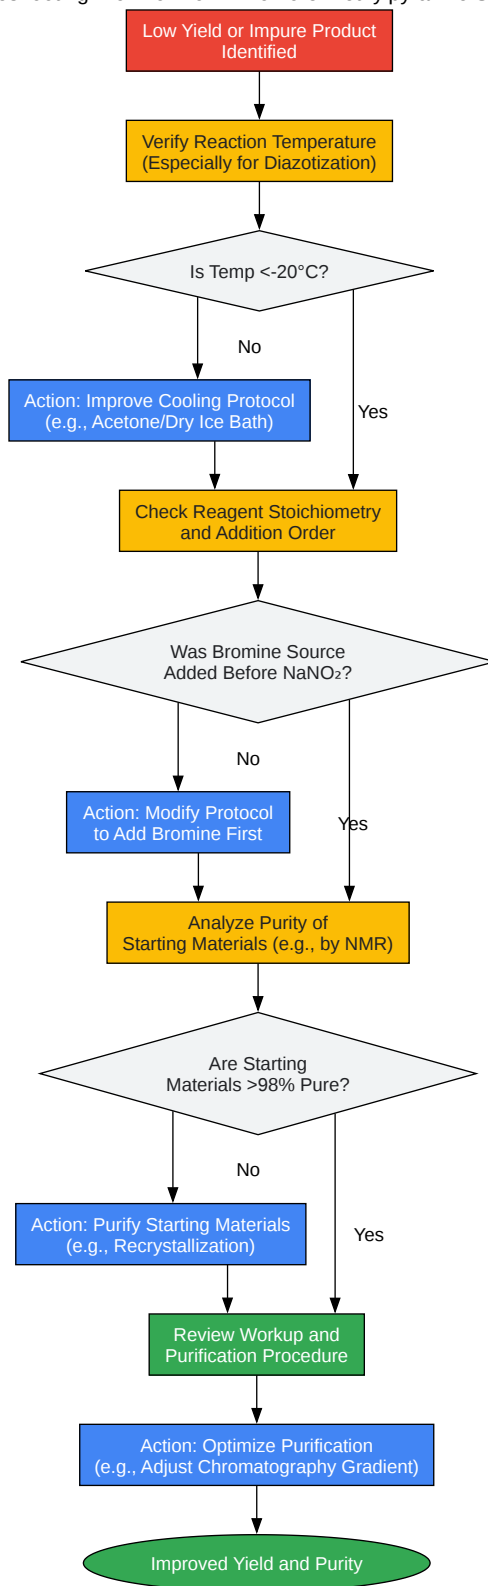 Low Yield or Impure Product
Identified
Verify Reaction Temperature
(Especially for Diazotization)
Is Temp <-20°C?
No
Action: Improve Cooling Protocol
(e.g., Acetone/Dry Ice Bath)
Yes
Check Reagent Stoichiometry
and Addition Order
Was Bromine Source
Added Before NaNO₂?
No
Action: Modify Protocol
to Add Bromine First
Yes
Analyze Purity of
Starting Materials (e.g., by NMR)
Are Starting
Materials >98% Pure?
No
Action: Purify Starting Materials
(e.g., Recrystallization)
Yes
Review Workup and
Purification Procedure
Action: Optimize Purification
(e.g., Adjust Chromatography Gradient)
Improved Yield and Purity